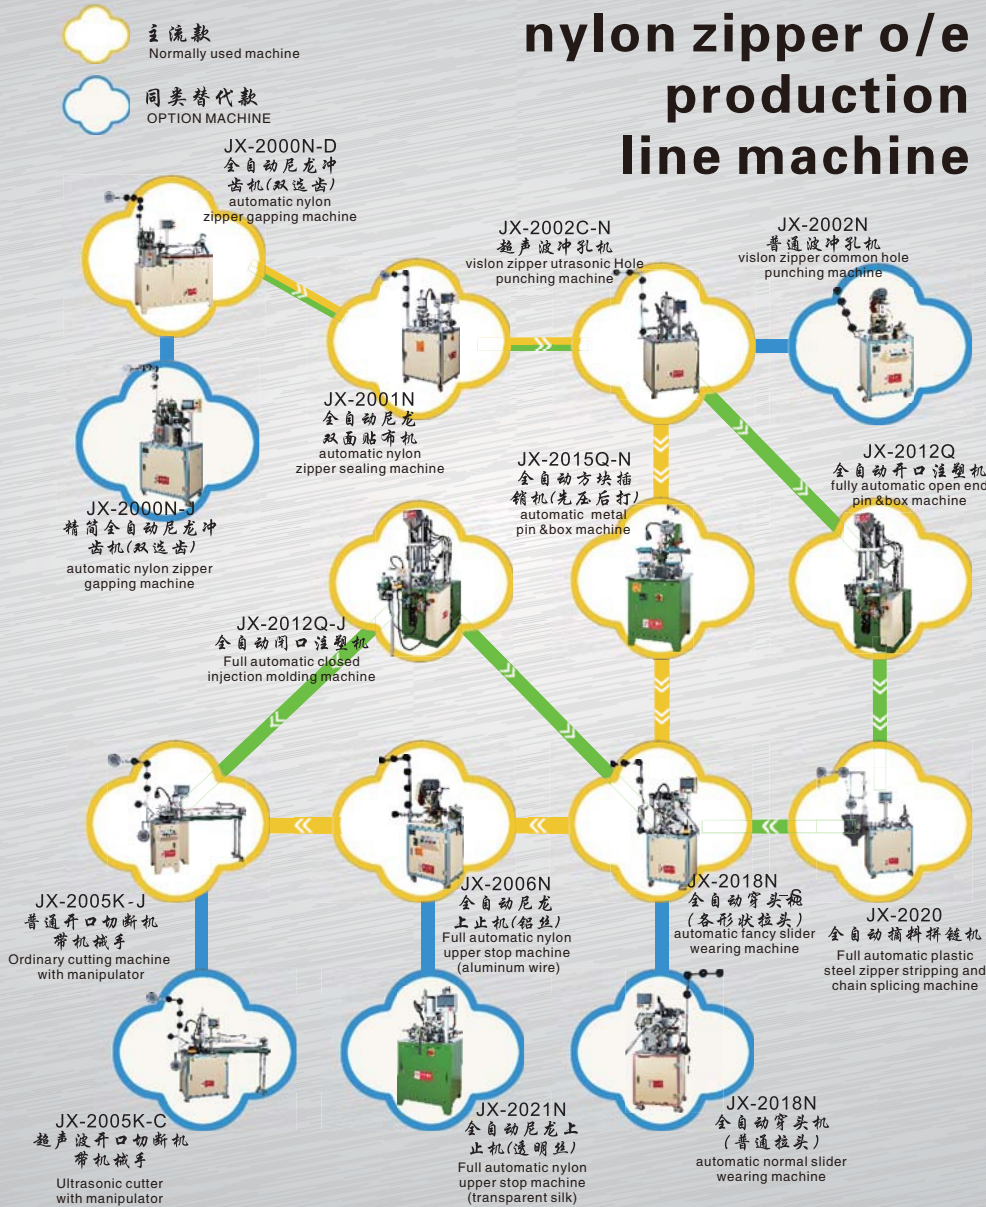 主流款
Normally used machine
同类替代款
OPTION MACHINE
nylon zipper o/e
production
line machine
JX-2000N-D
全自动尼龙冲
齿机(双选齿)
automatic nylon
zipper gapping machine
JX-2002C-N
超声波冲孔机
vislon zipper utrasonic Hole
punching machine
JX-2002N
普通波冲孔机
vislon zipper common hole
punching machine
JX-2001N
全自动尼龙
双面贴布机
automatic nylon
zipper sealing machine
JX-2015Q-N
全自动方块插
销机(先压后打)
automatic metal
pin &box machine
JX-2012Q
全自动开口注塑机
fully automatic open end
pin &box machine
JX-2000N-J
精简全自动尼龙冲
齿机(双选齿)
automatic nylon zipper
gapping machine
JX-2012Q-J
全自动闭口注塑机
Full automatic closed
injection molding machine
JX-2005K-J
普通开口切断机
带机械手
Ordinary cutting machine
with manipulator
JX-2006N
全自动尼龙
上止机(铝丝)
Full automatic nylon
upper stop machine
(aluminum wire)
JX-2018N-S
全自动穿头机
(各形状拉头)
automatic fancy slider
wearing machine
JX-2020
全自动摘料拼链机
Full automatic plastic
steel zipper stripping and
chain splicing machine
JX-2005K-C
超声波开口切断机
带机械手
Ultrasonic cutter
with manipulator
JX-2021N
全自动尼龙上
止机(透明丝)
Full automatic nylon
upper stop machine
(transparent silk)
JX-2018N
全自动穿头机
(普通拉头)
automatic normal slider
wearing machine